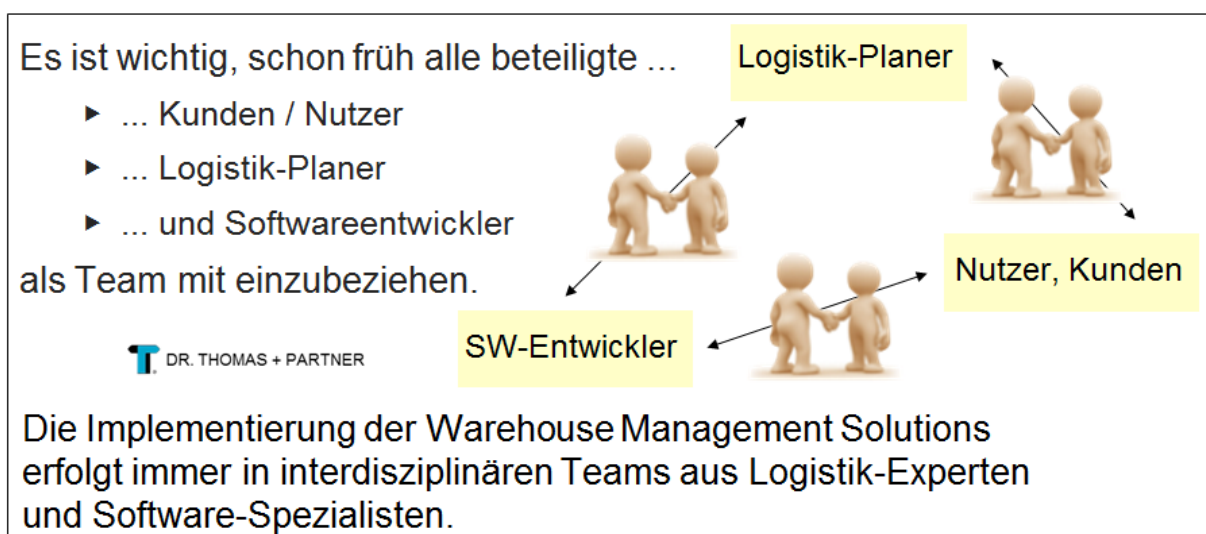 Es ist wichtig, schon früh alle beteiligte ...
► ... Kunden / Nutzer
► ... Logistik-Planer
► ... und Softwareentwickler
als Team mit einzubeziehen.
Logistik-Planer
Nutzer, Kunden
SW-Entwickler
DR. THOMAS + PARTNER
Die Implementierung der Warehouse Management Solutions
erfolgt immer in interdisziplinären Teams aus Logistik-Experten
und Software-Spezialisten.